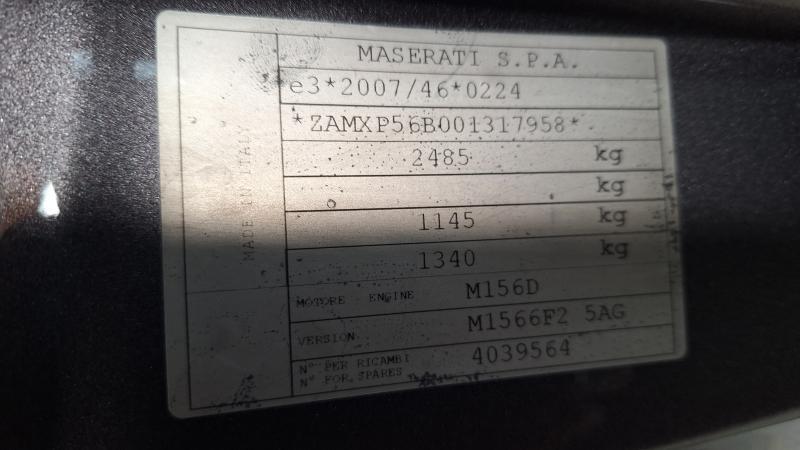 MASERATI S.P.A.
e3*2007/46*0224
*ZAMXP56B001317958*
2485 kg
kg
1145 kg
1340 kg
MOTORE - ENGINE M156D
VERSION M1566F2 5AG
N° PER RICAMBI
N° FOR SPARES 4039564
MADE IN ITALY